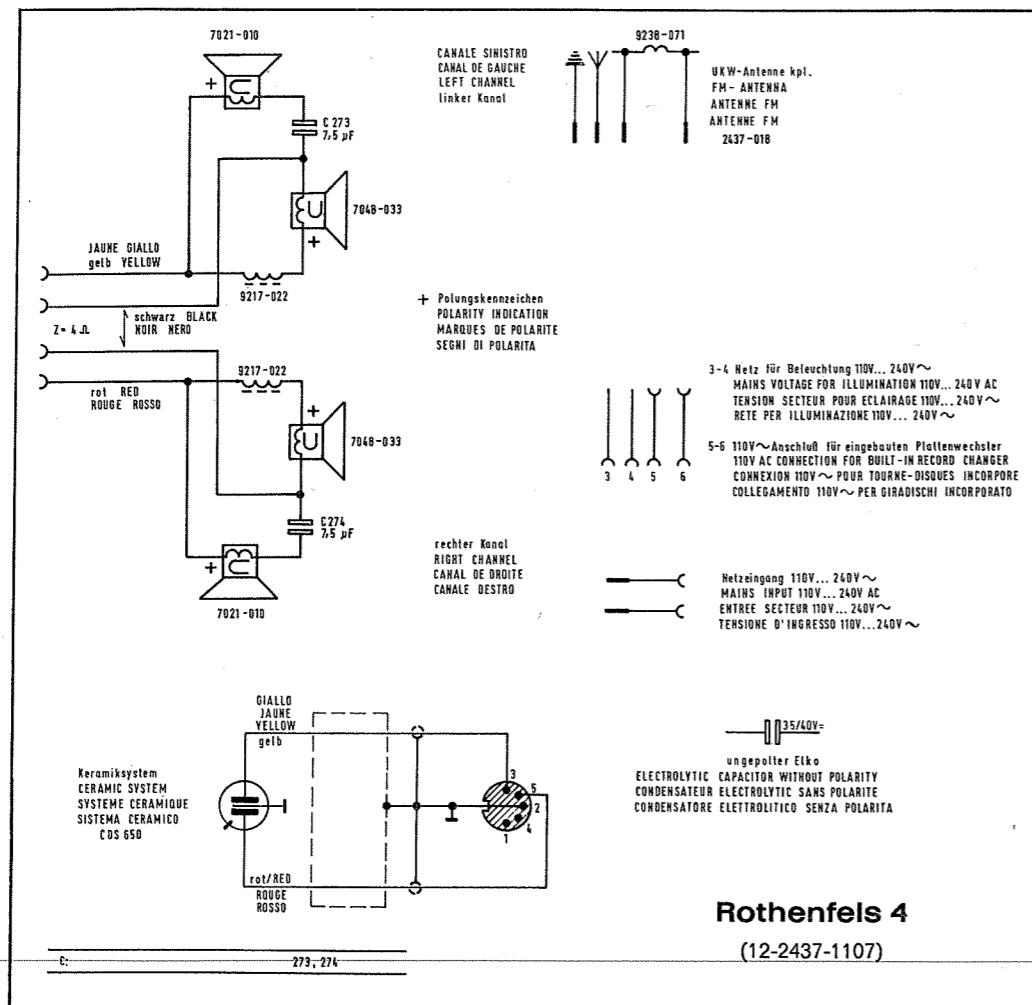 7021-010
+
C 273
7,5 µF
7048-033
+
JAUNE GIALLO
gelb YELLOW
9217-022
schwarz BLACK
NOIR NERO
Z= 4 Ω
9217-022
rot RED
ROUGE ROSSO
+
7048-033
C274
7,5 µF
+
7021-010
CANALE SINISTRO
CANAL DE GAUCHE
LEFT CHANNEL
linker Kanal
9238-071
UKW-Antenne kpl.
FM- ANTENNA
ANTENNE FM
ANTENNE FM
2437-018
+ Polungskennzeichen
POLARITY INDICATION
MARQUES DE POLARITE
SEGNI DI POLARITA
3-4 Netz für Beleuchtung 110V... 240V~
MAINS VOLTAGE FOR ILLUMINATION 110V... 240V AC
TENSION SECTEUR POUR ECLAIRAGE 110V... 240V~
RETE PER ILLUMINAZIONE 110V... 240V~
5-6 110V~Anschluß für eingebauten Plattenwechsler
110V AC CONNECTION FOR BUILT-IN RECORD CHANGER
CONNEXION 110V~ POUR TOURNE-DISQUES INCORPORE
COLLEGAMENTO 110V~ PER GIRADISCHI INCORPORATO
3 4 5 6
rechter Kanal
RIGHT CHANNEL
CANAL DE DROITE
CANALE DESTRO
Netzeingang 110V... 240V~
MAINS INPUT 110V... 240V AC
ENTREE SECTEUR 110V... 240V~
TENSIONE D'INGRESSO 110V...240V~
GIALLO
JAUNE
YELLOW
gelb
Keramiksystem
CERAMIC SYSTEM
SYSTEME CERAMIQUE
SISTEMA CERAMICO
CDS 650
3
5
2
4
1
rot/RED
ROUGE
ROSSO
35/40V=
ungepolter Elko
ELECTROLYTIC CAPACITOR WITHOUT POLARITY
CONDENSATEUR ELECTROLYTIC SANS POLARITE
CONDENSATORE ELETTROLITICO SENZA POLARITA
Rothenfels 4
(12-2437-1107)
C: 273, 274